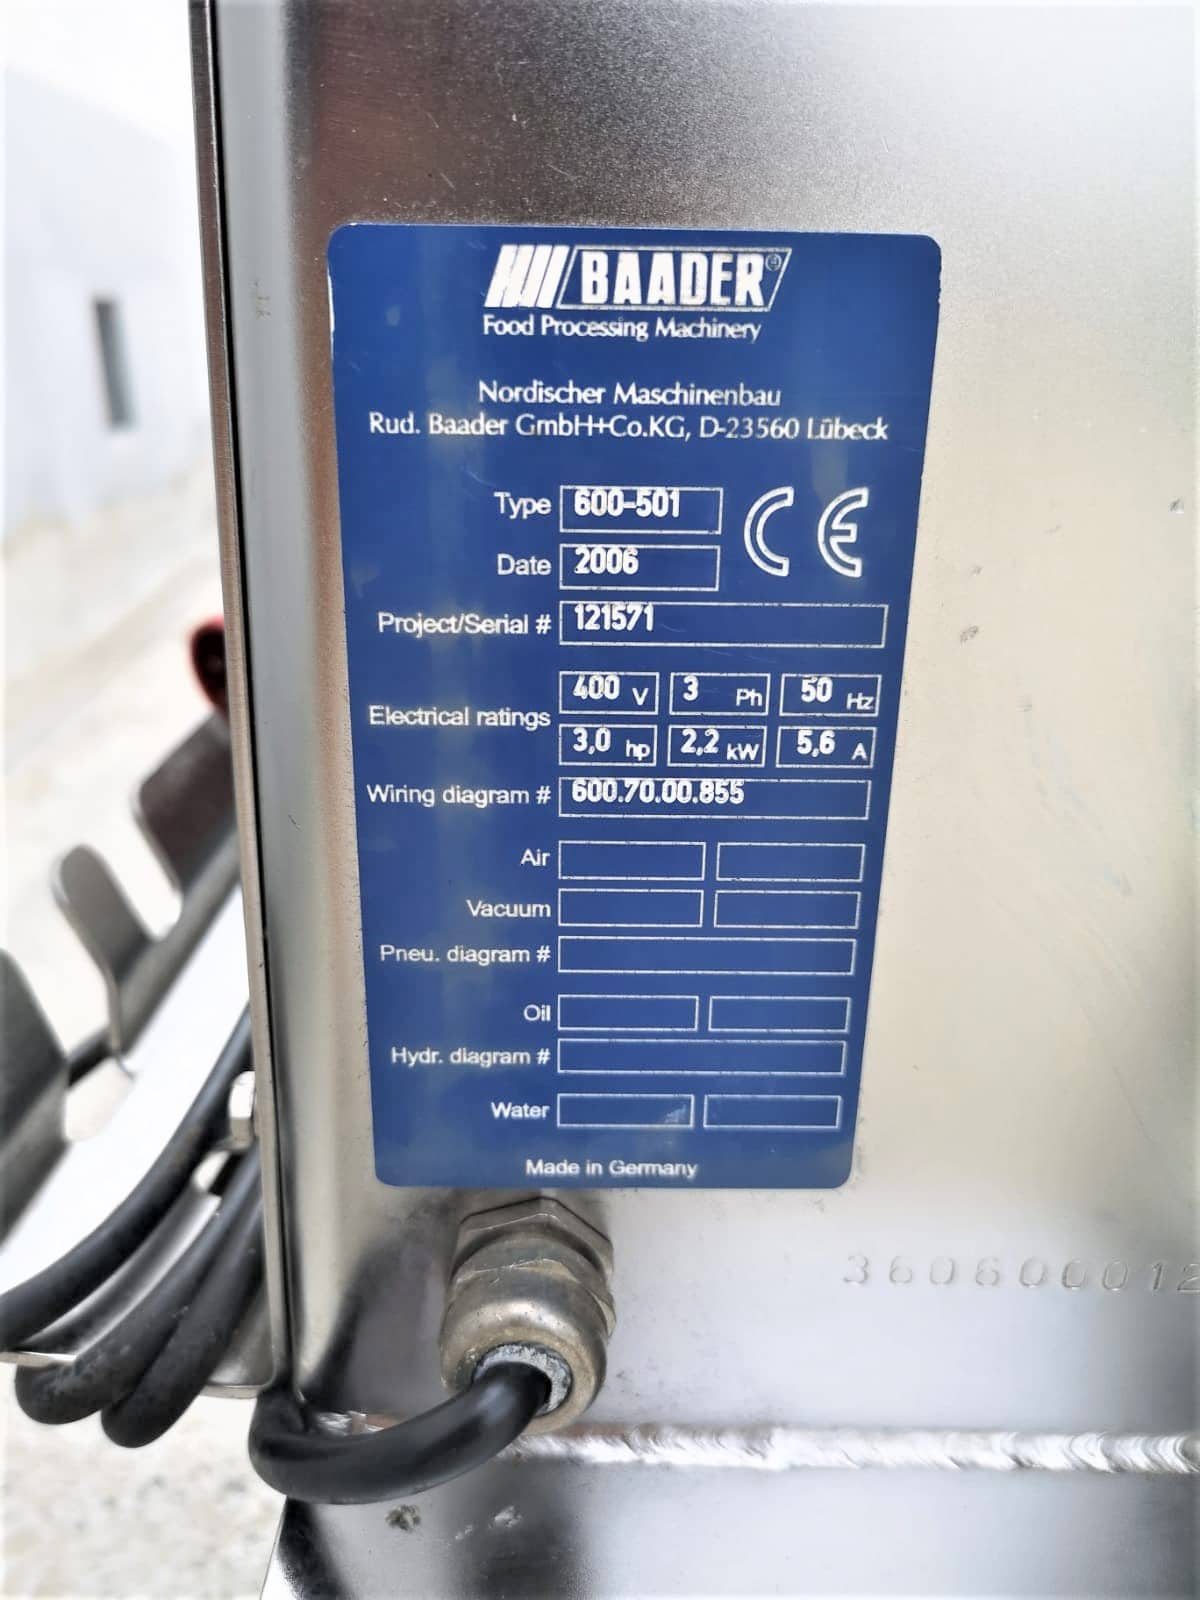 BAADER®
Food Processing Machinery
Nordischer Maschinenbau
Rud. Baader GmbH+Co.KG, D-23560 Lübeck
Type 600-501 CE
Date 2006
Project/Serial # 121571
Electrical ratings 400 V 3 Ph 50 Hz
3,0 hp 2,2 kW 5,6 A
Wiring diagram # 600.70.00.855
Air
Vacuum
Pneu. diagram #
Oil
Hydr. diagram #
Water
Made in Germany
360600012